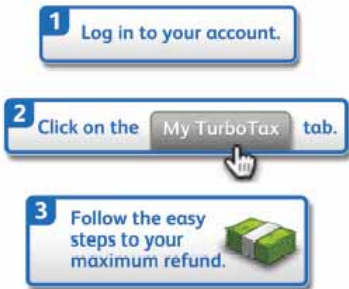 1
Log in to your account.
2
Click on the My TurboTax tab.
3
Follow the easy
steps to your
maximum refund.